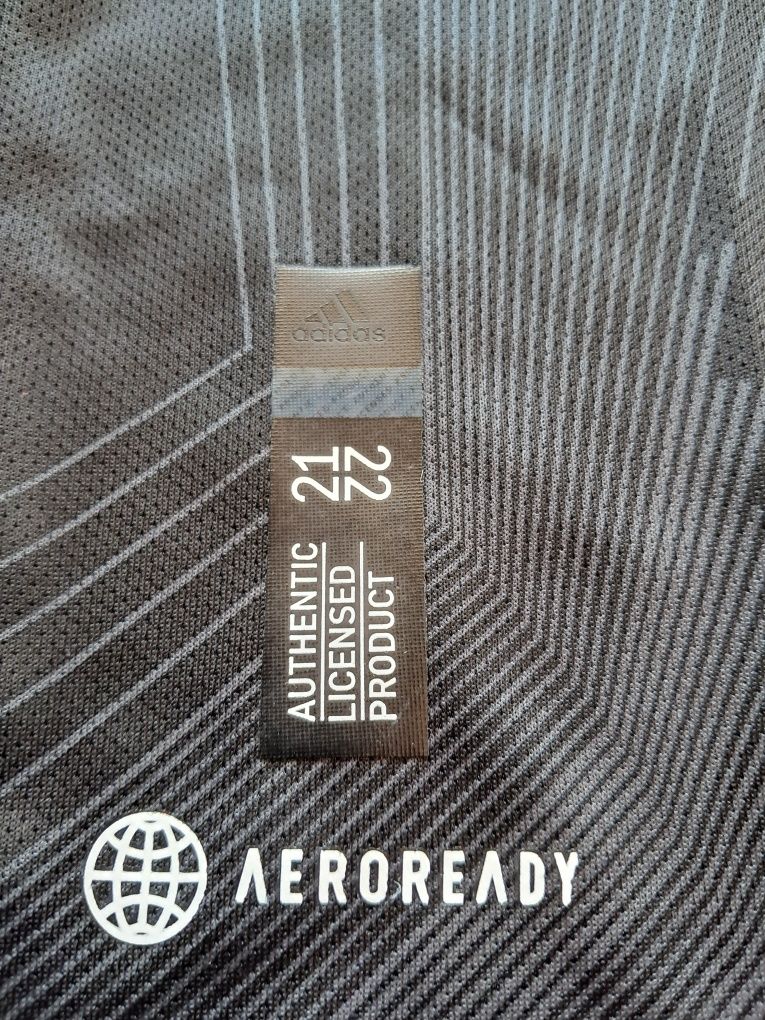 adidas
21
22
AUTHENTIC
LICENSED
PRODUCT
AEROREADY